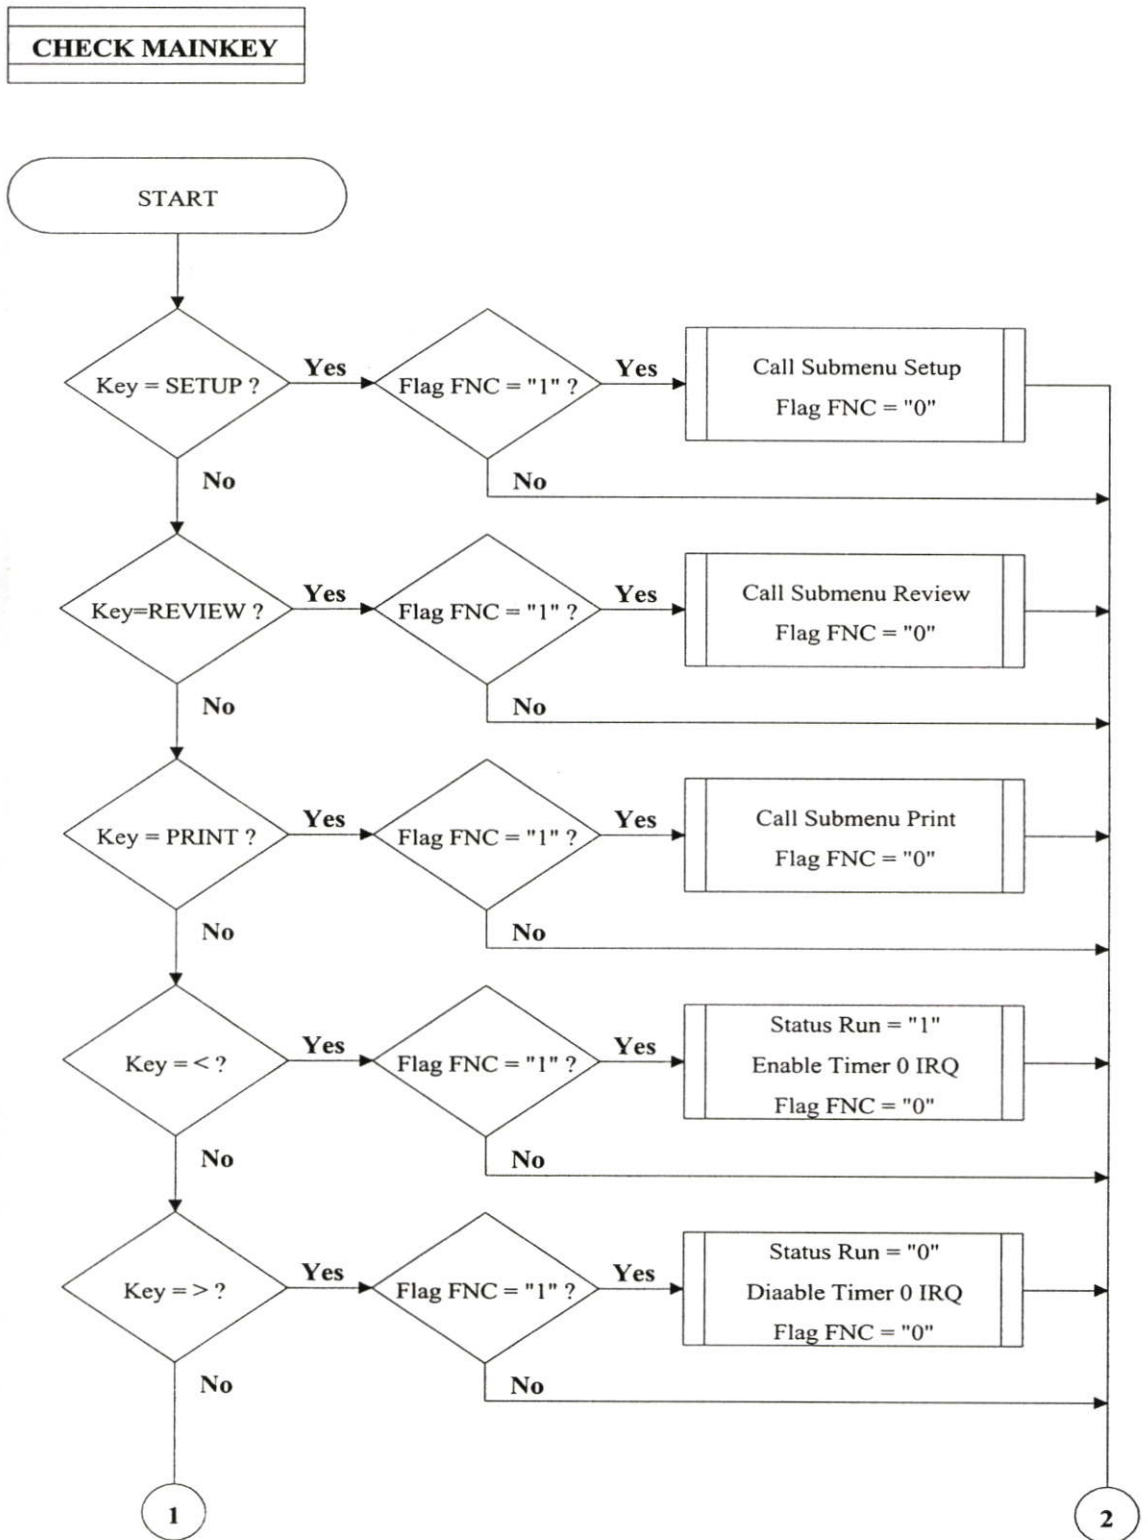 CHECK MAINKEY
START
Key = SETUP ?
Yes
Flag FNC = "1" ?
Yes
Call Submenu Setup
Flag FNC = "0"
No
No
Key=REVIEW ?
Yes
Flag FNC = "1" ?
Yes
Call Submenu Review
Flag FNC = "0"
No
No
Key = PRINT ?
Yes
Flag FNC = "1" ?
Yes
Call Submenu Print
Flag FNC = "0"
No
No
Key = < ?
Yes
Flag FNC = "1" ?
Yes
Status Run = "1"
Enable Timer 0 IRQ
Flag FNC = "0"
No
No
Key = > ?
Yes
Flag FNC = "1" ?
Yes
Status Run = "0"
Diaable Timer 0 IRQ
Flag FNC = "0"
No
No
1
2